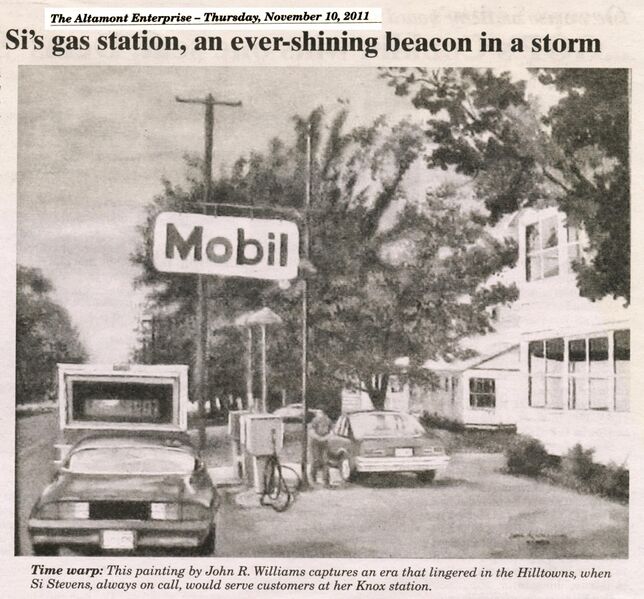 The Altamont Enterprise – Thursday, November 10, 2011
Si's gas station, an ever-shining beacon in a storm
Mobil
Time warp: This painting by John R. Williams captures an era that lingered in the Hilltowns, when
Si Stevens, always on call, would serve customers at her Knox station.